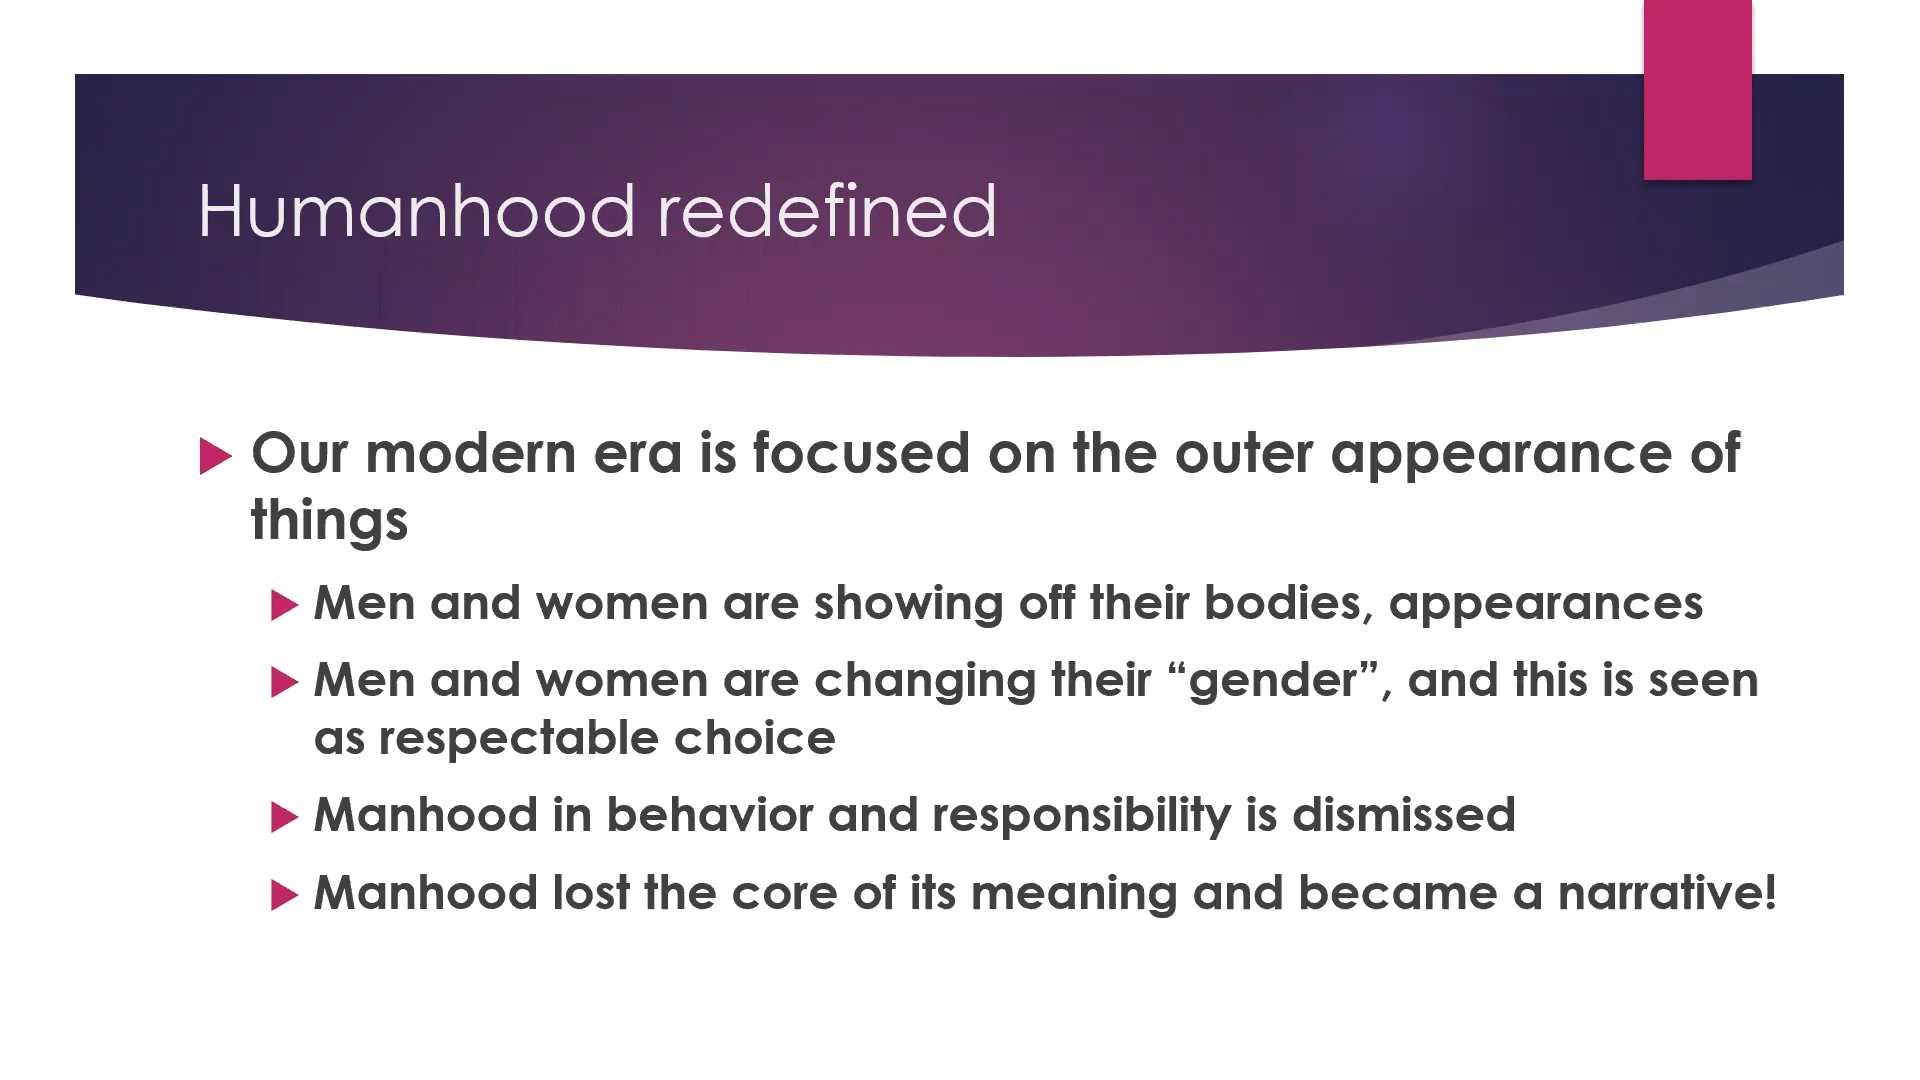 Humanhood redefined
Our modern era is focused on the outer appearance of
things
Men and women are showing off their bodies, appearances
Men and women are changing their “gender”, and this is seen
as respectable choice
Manhood in behavior and responsibility is dismissed
Manhood lost the core of its meaning and became a narrative!